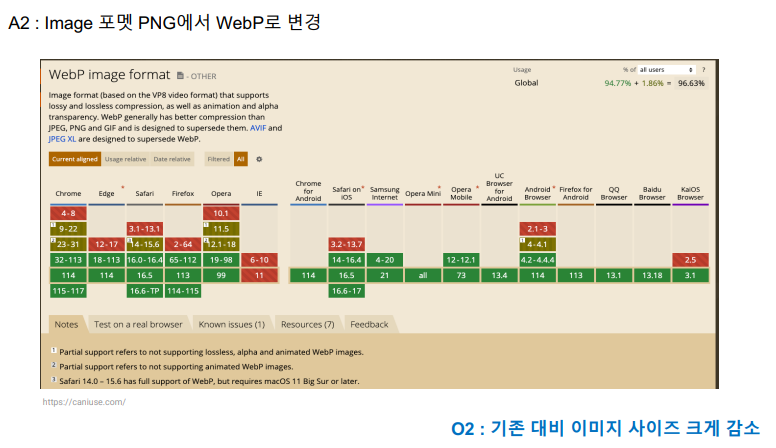 A2 : Image 포멧 PNG에서 WebP로 변경
WebP image format - OTHER
Usage % of all users ?
Global 94.77% + 1.86% = 96.63%
Image format (based on the VP8 video format) that supports
lossy and lossless compression, as well as animation and alpha
transparency. WebP generally has better compression than
JPEG, PNG and GIF and is designed to supersede them. AVIF and
JPEG XL are designed to supersede WebP.
Current aligned Usage relative Date relative Filtered All
Chrome Edge * Safari Firefox Opera IE Chrome for Android Safari on iOS * Samsung Internet Opera Mini * Opera Mobile * UC Browser for Android Android Browser * Firefox for Android QQ Browser Baidu Browser KaiOS Browser
4-8 10.1
1 9-22 3.1-13.1 1 11.5 2.1-3
2 23-31 12-17 3 14-15.6 2-64 2 12.1-18 3.2-13.7 1 4-4.1
32-113 18-113 16.0-16.4 65-112 19-98 6-10 14-16.4 4-20 12-12.1 4.2-4.4.4 2.5
114 114 16.5 113 99 11 114 16.5 21 all 73 13.4 114 113 13.1 13.18 3.1
115-117 16.6-TP 114-115 16.6-17
Notes Test on a real browser Known issues (1) Resources (7) Feedback
1 Partial support refers to not supporting lossless, alpha and animated WebP images.
2 Partial support refers to not supporting animated WebP images.
3 Safari 14.0 – 15.6 has full support of WebP, but requires macOS 11 Big Sur or later.
https://caniuse.com/
O2 : 기존 대비 이미지 사이즈 크게 감소